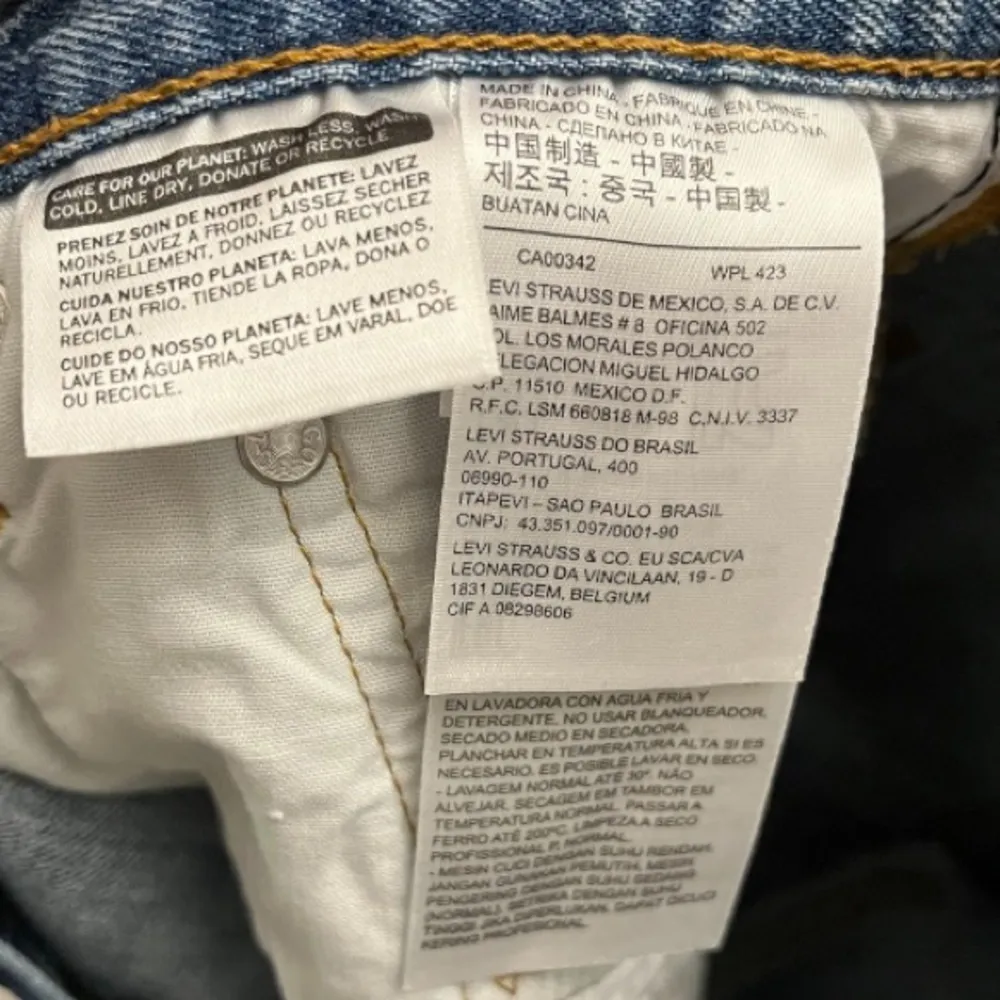 CARE FOR OUR PLANET: WASH LESS, WASH
COLD, LINE DRY, DONATE OR RECYCLE
PRENEZ SOIN DE NOTRE PLANETE: LAVEZ
MOINS, LAVEZ A FROID, LAISSEZ SECHER
NATURELLEMENT, DONNEZ OU RECYCLEZ
CUIDA NUESTRO PLANETA: LAVA MENOS,
LAVA EN FRIO, TIENDE LA ROPA, DONA O
RECICLA.
CUIDE DO NOSSO PLANETA: LAVE MENOS,
LAVE EM ÁGUA FRIA, SEQUE EM VARAL, DOE
OU RECICLE.
MADE IN CHINA - FABRIQUE EN CHINE -
FABRICADO EN CHINA - FABRICADO NA
CHINA - СДЕЛАНО В КИТАЕ -
中国制造 - 中國製 -
제조국 : 중국 - 中国製 -
BUATAN CINA
CA00342 WPL 423
EVI STRAUSS DE MEXICO, S.A. DE C.V.
AIME BALMES # 8 OFICINA 502
OL. LOS MORALES POLANCO
ELEGACION MIGUEL HIDALGO
C.P. 11510 MEXICO D.F.
R.F.C. LSM 660818 M-98 C.N.I.V. 3337
LEVI STRAUSS DO BRASIL
AV. PORTUGAL, 400
06990-110
ITAPEVI – SAO PAULO BRASIL
CNPJ: 43.351.097/0001-90
LEVI STRAUSS & CO. EU SCA/CVA
LEONARDO DA VINCILAAN, 19 - D
1831 DIEGEM, BELGIUM
CIF A 08298606
EN LAVADORA CON AGUA FRIA Y
DETERGENTE, NO USAR BLANQUEADOR,
SECADO MEDIO EN SECADORA,
PLANCHAR EN TEMPERATURA ALTA SI ES
NECESARIO. ES POSIBLE LAVAR EN SECO.
- LAVAGEM NORMAL ATÉ 30º. NÃO
ALVEJAR, SECAGEM EM TAMBOR EM
TEMPERATURA NORMAL. PASSAR A
FERRO ATÉ 200ºC. LIMPEZA A SECO
PROFISSIONAL P, NORMAL.
- MESIN CUCI DENGAN SUHU RENDAH.
JANGAN GUNAKAN PEMUTIH. MESIN
PENGERING DENGAN SUHU SEDANG
(NORMAL). SETRIKA DENGAN SUHU
TINGGI JIKA DIPERLUKAN. DAPAT DICUCI
KERING